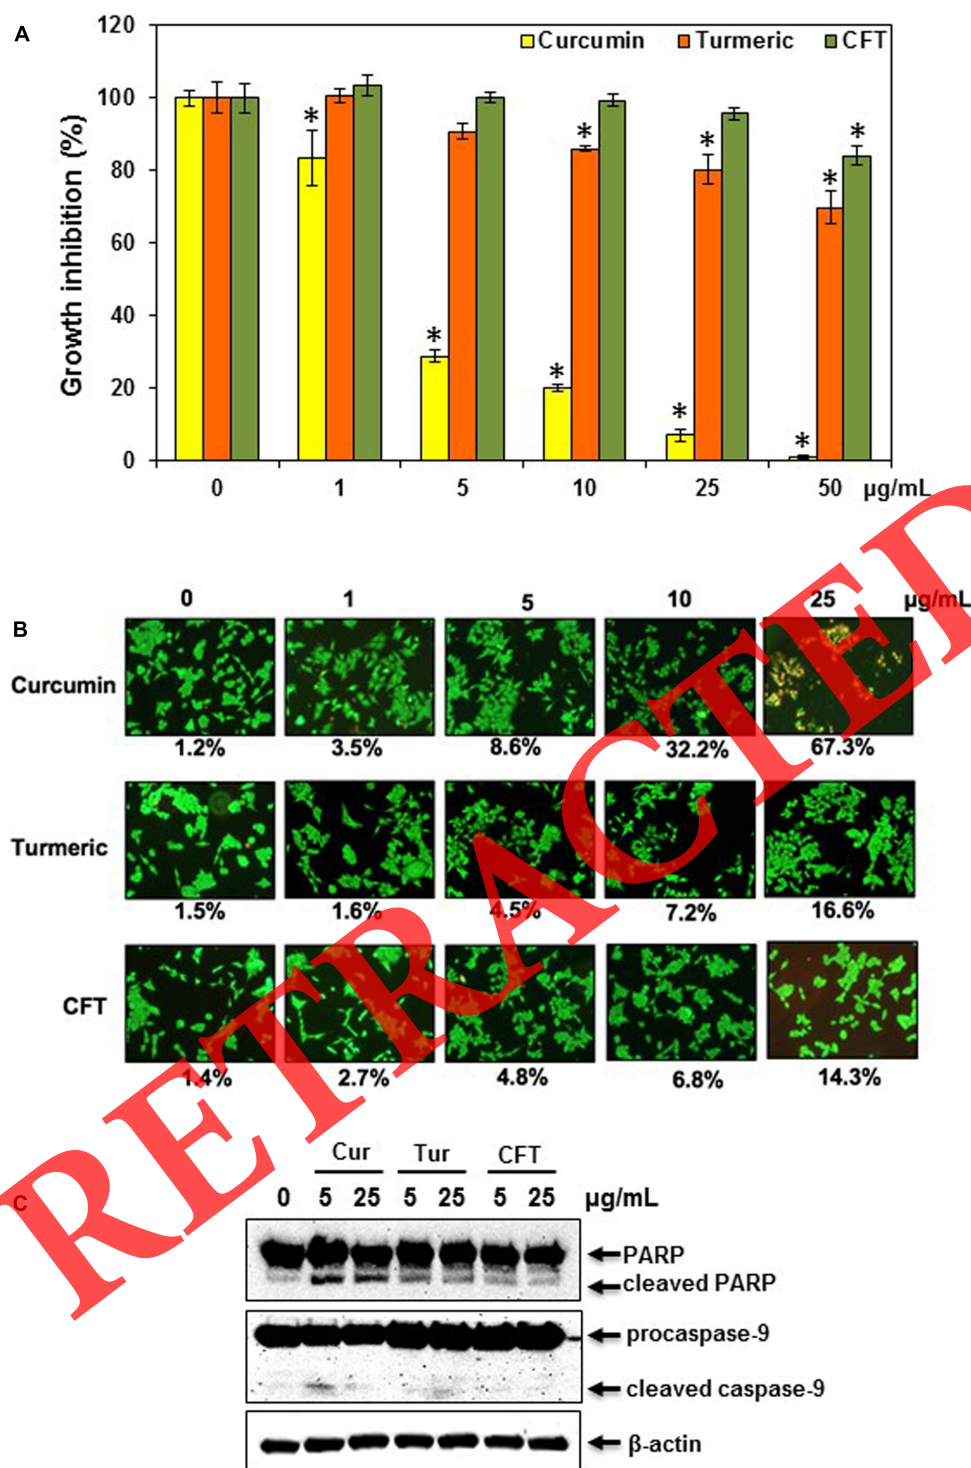 A
120
Curcumin Turmeric CFT
100
80
60
40
20
0
Growth inhibition (%)
* * * * * * * * *
0 1 5 10 25 50 µg/mL
B
0 1 5 10 25 µg/mL
Curcumin
1.2% 3.5% 8.6% 32.2% 67.3%
Turmeric
1.5% 1.6% 4.5% 7.2% 16.6%
CFT
1.4% 2.7% 4.8% 6.8% 14.3%
RETRACTED
C
Cur Tur CFT
0 5 25 5 25 5 25 µg/mL
PARP
cleaved PARP
procaspase-9
cleaved caspase-9
β-actin